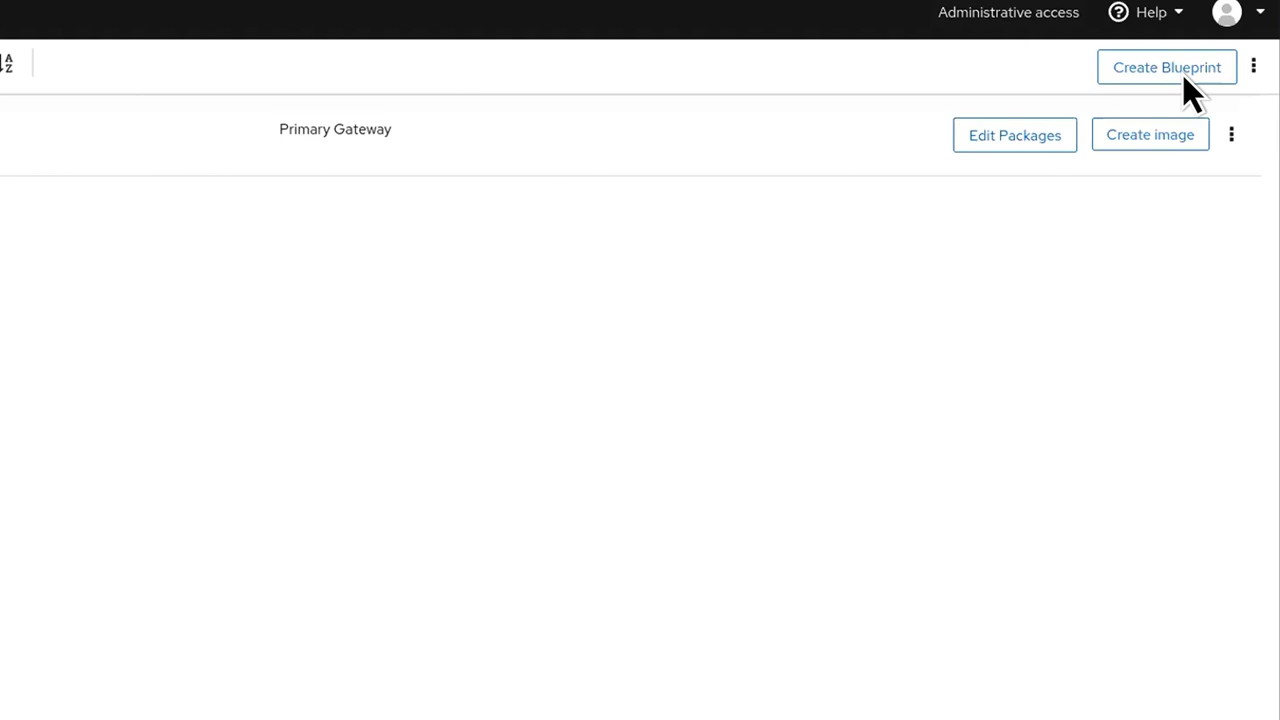 Administrative access Help
A
Z
Create Blueprint
Primary Gateway Edit Packages Create image